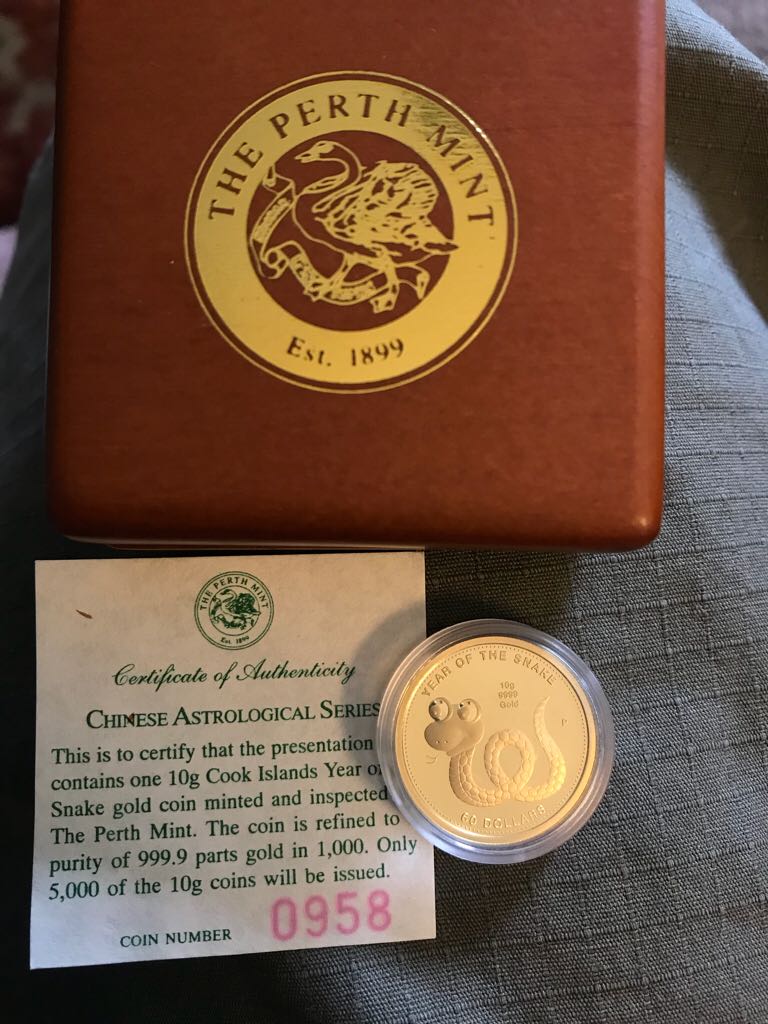 THE PERTH MINT
Est. 1899
THE PERTH MINT
Est. 1899
Certificate of Authenticity
CHINESE ASTROLOGICAL SERIES
This is to certify that the presentation
contains one 10g Cook Islands Year
Snake gold coin minted and inspected
The Perth Mint. The coin is refined to
purity of 999.9 parts gold in 1,000. Only
5,000 of the 10g coins will be issued.
COIN NUMBER 0958
YEAR OF THE SNAKE
10g
9999
Gold
P
60 DOLLARS